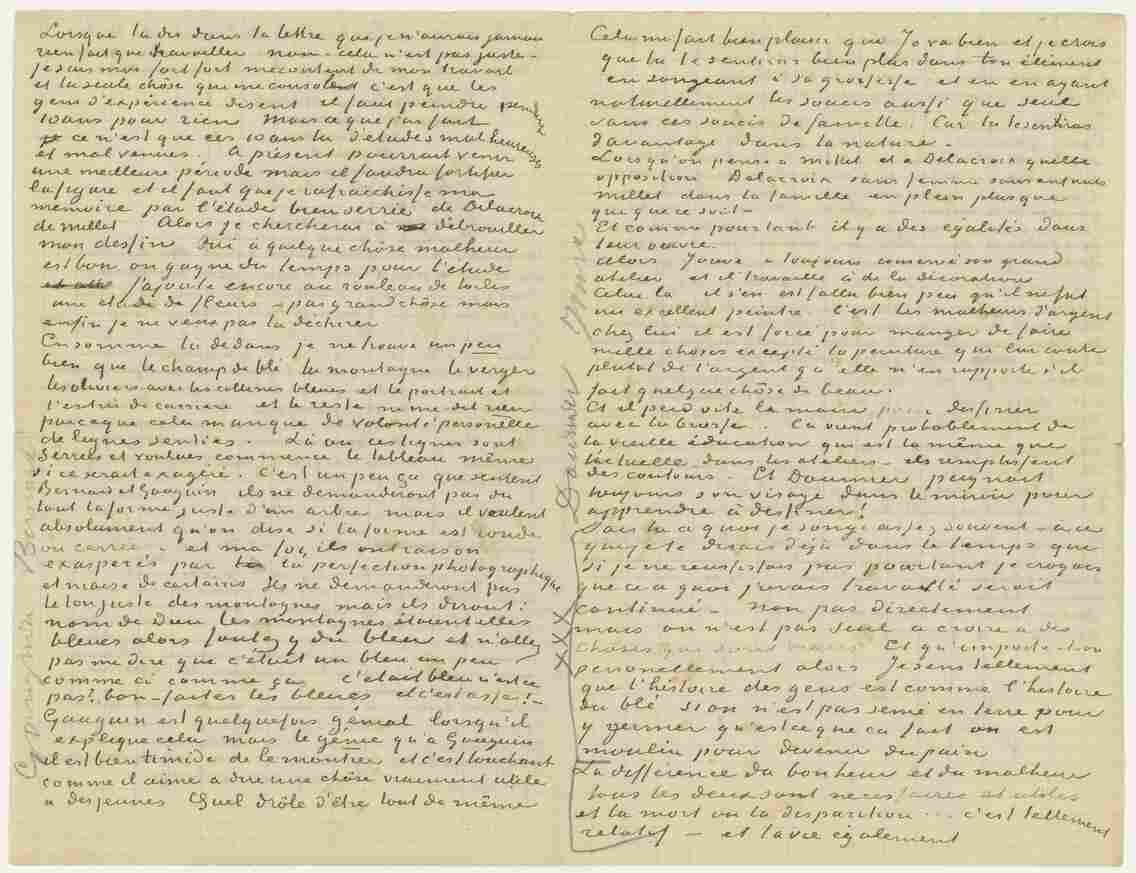 Lorsque tu dis dans ta lettre que je n'aurais jamais
rien fait que travailler non - cela n'est pas juste -
je suis moi fort fort mécontent de mon travail
et la seule chôse qui me console c'est que les
gens d'expérience disent il faut peindre pendant
10 ans pour rien Mais ce que j'ai fait
ce n'est que ces 10 ans là d'études malheureuses
et mal venues. A présent pourrait venir
une meilleure période mais il faudra fortifier
la figure et il faut que je rafraichisse ma
mémoire par l'étude bien serrée de Delacroix
de Millet Alors je chercherai à débrouiller
mon dessin Oui à quelque chôse malheur
est bon on gagne du temps pour l'étude
J'ajoute encore au rouleau de toiles
une étude de fleurs - pas grand chôse mais
enfin je ne veux pas la déchirer
En somme là dedans je ne trouve un peu
bien que le champ de blé la montagne le verger
les oliviers avec les collines bleues et le portrait et
l'entrée de carrière et le reste ne me dit rien
parceque cela manque de volonté personelle
de lignes senties. Là où ces lignes sont
serrées et voulues commence le tableau même
si ce serait exagéré. C'est un peu ça que sentent
Bernard et Gauguin ils ne demanderont pas du
tout la forme juste d'un arbre mais il veulent
absolument qu'on dise si la forme est ronde
ou carrée - et ma foi, ils ont raison
exaspérés par la perfection photographique
et niaise de certains Ils ne demanderont pas
le ton juste des montagnes mais ils diront:
nom de Dieu les montagnes étaient elles
bleues alors foutez y du bleu et n'allez
pas me dire que c'était un bleu un peu
comme ci comme ça c'était bleu n'est ce
pas? bon - faites les bleues et c'est assez! -
Gauguin est quelquefois génial lorsqu'il
explique cela mais le génie qu'a Gauguin
il est bien timide de le montrer et c'est touchant
comme il aime à dire une chôse vraiment utile
a des jeunes Quel drôle d'être tout de même
Gauguin Bernard
Cela me fait bien plaisir que Jo va bien et je crois
que tu te sentiras bien plus dans ton élément
en songeant à sa grossesse et en en ayant
naturellement les soucis aussi que seul
sans ces soucis de famille. Car tu te sentiras
davantage dans la nature.
Lorsqu'on pense à Millet et à Delacroix quelle
opposition Delacroix sans femme sans enfants
Millet dans la famille en plein plus que
qui que ce soit -
Et comme pourtant il y a des égalités dans
leur oeuvre.
Alors Jouve a toujours conservé son grand
atelier et il travaille à de la décoration
Celui la il s'en est fallu bien peu qu'il ne fut
un excellent peintre c'est les malheurs d'argent
chez lui il est forcé pour manger de faire
mille choses excepté la peinture qui lui coute
plutot de l'argent qu'elle n'en rapporte s'il
fait quelque chôse de beau.
Et il perd vite la main pour dessiner
avec la brosse. Ca vient probablement de
la vieille éducation qui est la même que
l'actuelle dans les ateliers - ils remplissent
des contours. Et Daumier peignait
toujours son visage dans le miroir pour
apprendre à dessiner!
Sais tu à quoi je songe assez souvent - à ce
que je te disais déjà dans le temps que
si je ne reussissais pas pourtant je croyais
que ce a quoi j'avais travaillé serait
continué - Non pas directement
mais on n'est pas seul a croire a des
choses que sont vraies Et qu'importe-t-on
personellement alors Je sens tellement
que l'histoire des gens est comme l'histoire
du blé si on n'est pas semé en terre pour
y germer qu'est ce que ca fait on est
moulu pour devenir du pain
La différence du bonheur et du malheur
tous les deux sont necessaires et utiles
et la mort ou la disparition ... c'est tellement
relatif - et la vie également
Daumier Jouve
XXX